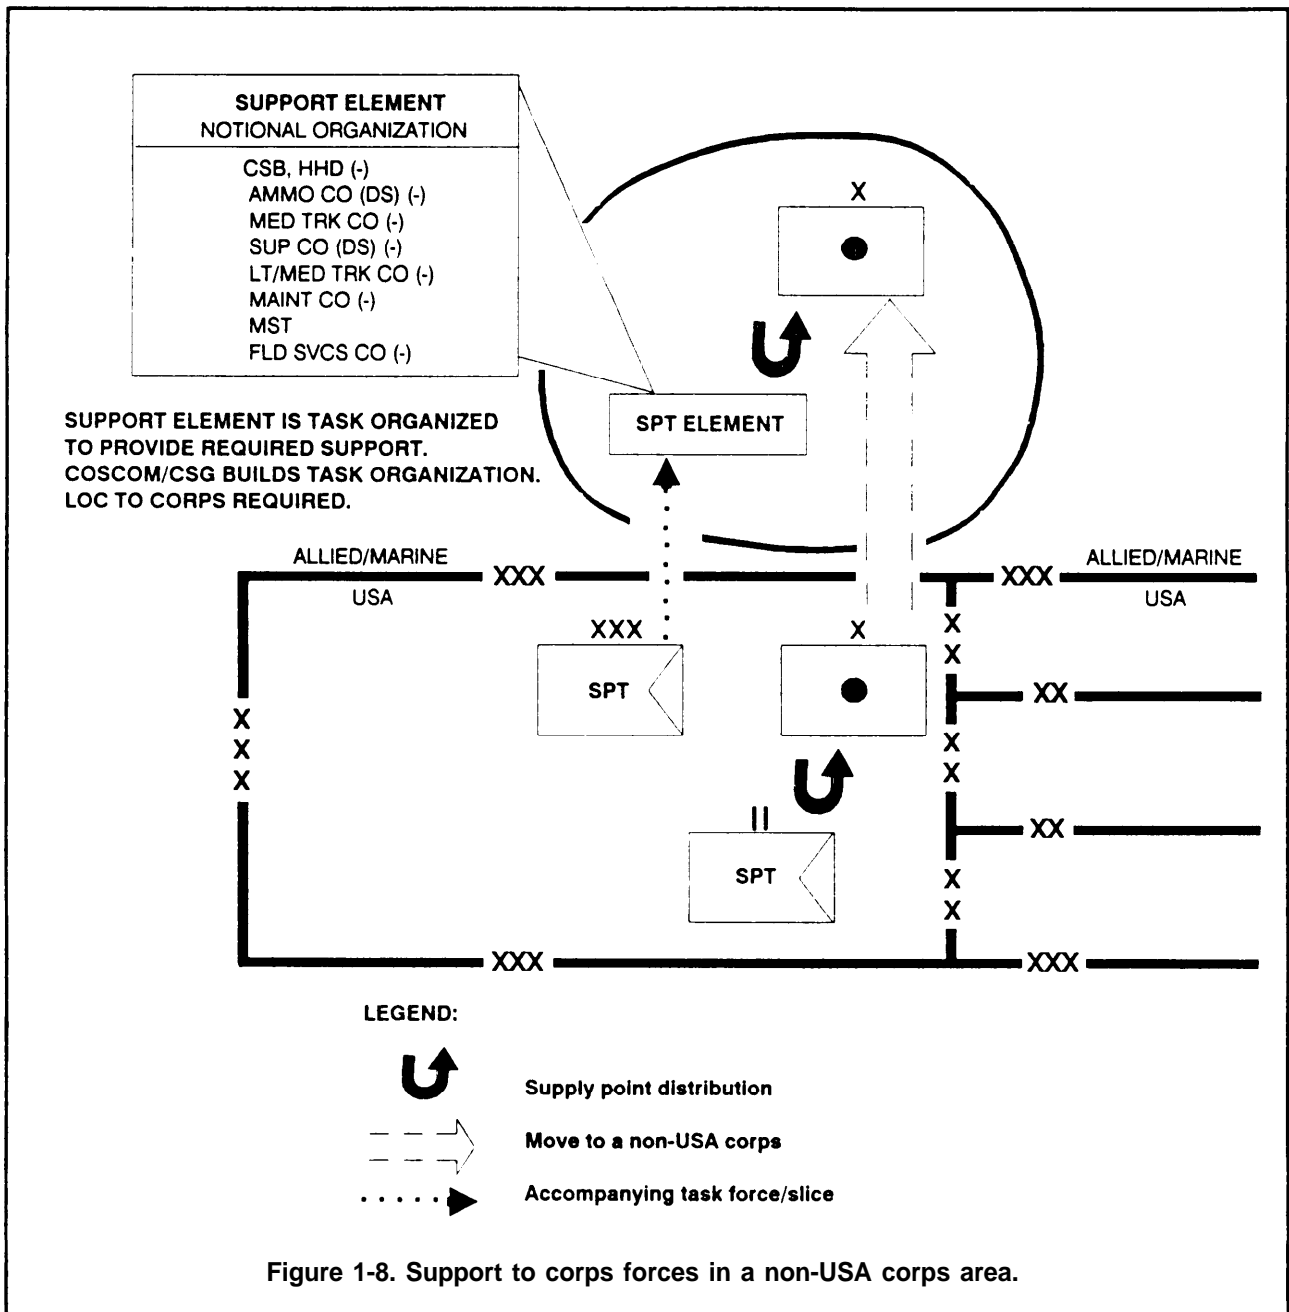 SUPPORT ELEMENT
NOTIONAL ORGANIZATION
CSB, HHD (-)
AMMO CO (DS) (-)
MED TRK CO (-)
SUP CO (DS) (-)
LT/MED TRK CO (-)
MAINT CO (-)
MST
FLD SVCS CO (-)
SUPPORT ELEMENT IS TASK ORGANIZED
TO PROVIDE REQUIRED SUPPORT.
COSCOM/CSG BUILDS TASK ORGANIZATION.
LOC TO CORPS REQUIRED.
X
SPT ELEMENT
ALLIED/MARINE
XXX
USA
ALLIED/MARINE
XXX
USA
XXX
SPT
X
X
X
X
X
X
XX
X
X
II
SPT
XX
X
X
XXX
XXX
LEGEND:
Supply point distribution
Move to a non-USA corps
Accompanying task force/slice
Figure 1-8. Support to corps forces in a non-USA corps area.